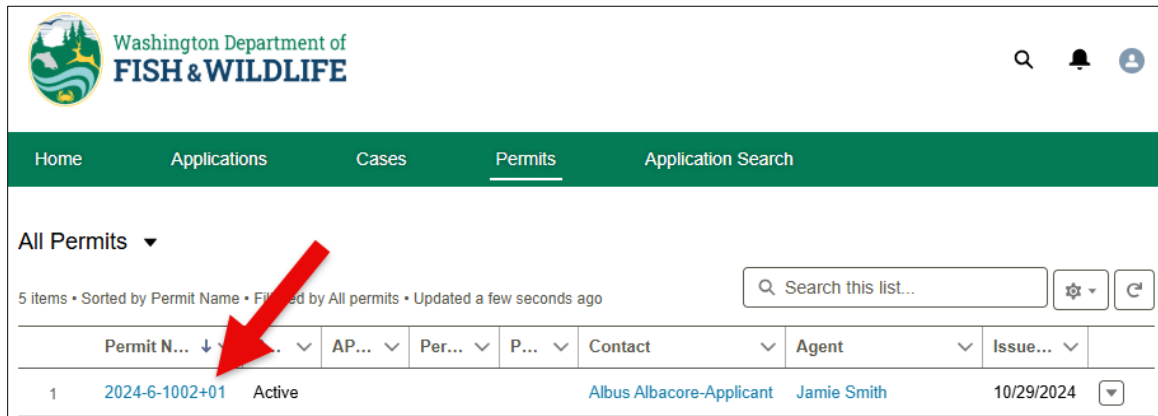 Washington Department of
FISH & WILDLIFE
Home Applications Cases Permits Application Search
All Permits
5 items • Sorted by Permit Name • by All permits • Updated a few seconds ago
Search this list...
Permit N... ... AP... Per... P... Contact Agent Issue...
1 2024-6-1002+01 Active Albus Albacore-Applicant Jamie Smith 10/29/2024